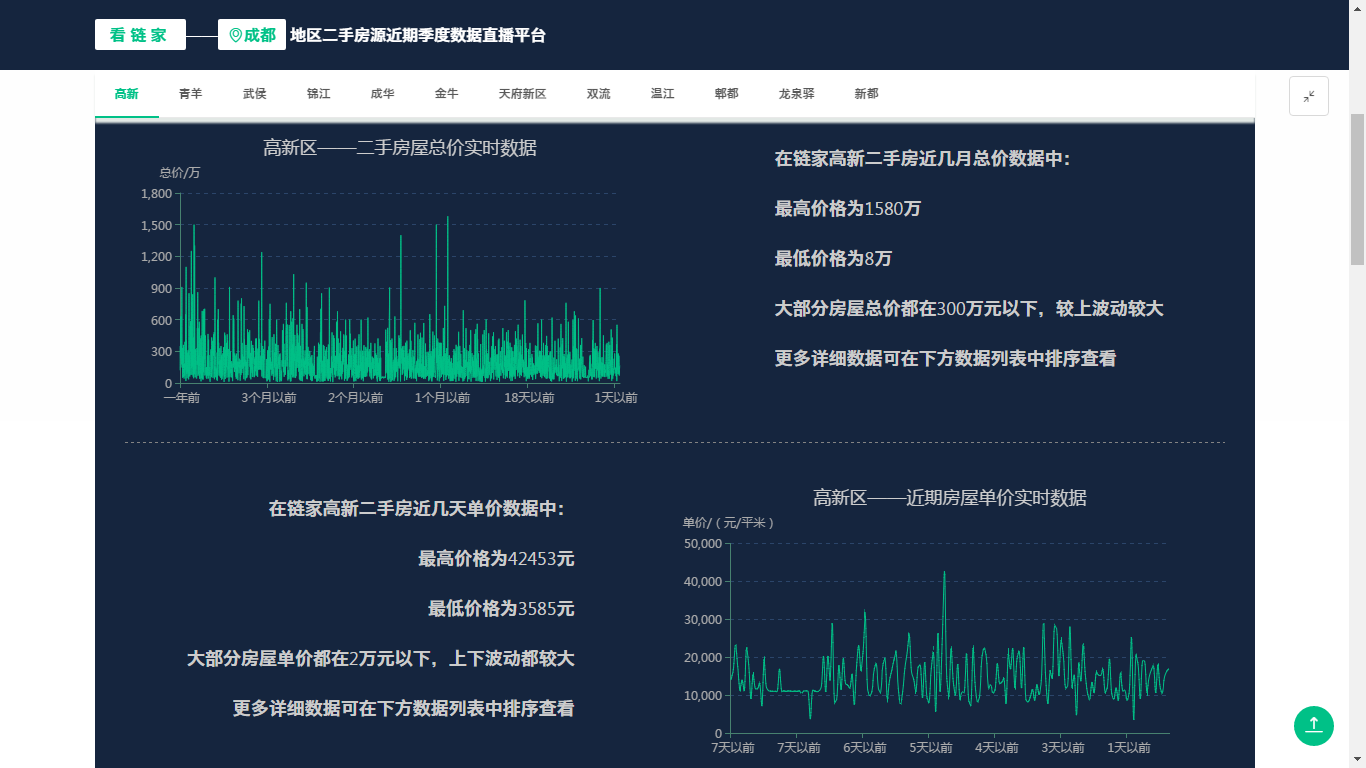 看链家 成都 地区二手房源近期季度数据直播平台
高新 青羊 武侯 锦江 成华 金牛 天府新区 双流 温江 郫都 龙泉驿 新都
高新区——二手房屋总价实时数据
总价/万
1,800
1,500
1,200
900
600
300
0
一年前 3个月以前 2个月以前 1个月以前 18天以前 1天以前
在链家高新二手房近几月总价数据中：
最高价格为1580万
最低价格为8万
大部分房屋总价都在300万元以下，较上波动较大
更多详细数据可在下方数据列表中排序查看
在链家高新二手房近几天单价数据中：
最高价格为42453元
最低价格为3585元
大部分房屋单价都在2万元以下，上下波动都较大
更多详细数据可在下方数据列表中排序查看
高新区——近期房屋单价实时数据
单价/（元/平米）
50,000
40,000
30,000
20,000
10,000
0
7天以前 7天以前 6天以前 5天以前 4天以前 3天以前 1天以前